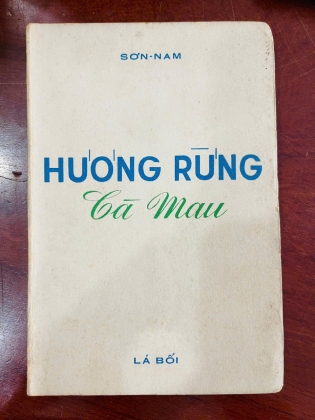 SƠN-NAM
HƯƠNG RỪNG
Cà Mau
LÁ BỐI